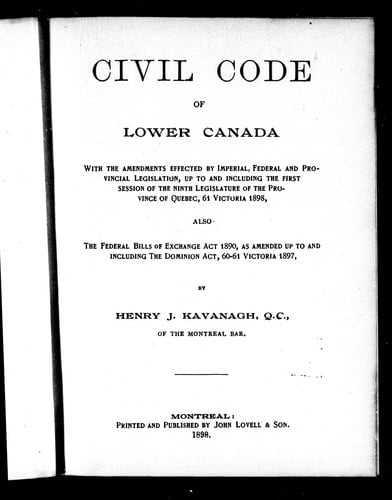 CIVIL CODE
OF
LOWER CANADA
WITH THE AMENDMENTS EFFECTED BY IMPERIAL, FEDERAL AND PRO-
VINCIAL LEGISLATION, UP TO AND INCLUDING THE FIRST
SESSION OF THE NINTH LEGISLATURE OF THE PRO-
VINCE OF QUEBEC, 61 VICTORIA 1898,
ALSO
THE FEDERAL BILLS OF EXCHANGE ACT 1890, AS AMENDED UP TO AND
INCLUDING THE DOMINION ACT, 60-61 VICTORIA 1897,
BY
HENRY J. KAVANAGH, Q.C.,
OF THE MONTREAL BAR.
MONTREAL:
PRINTED AND PUBLISHED BY JOHN LOVELL & SON.
1898.